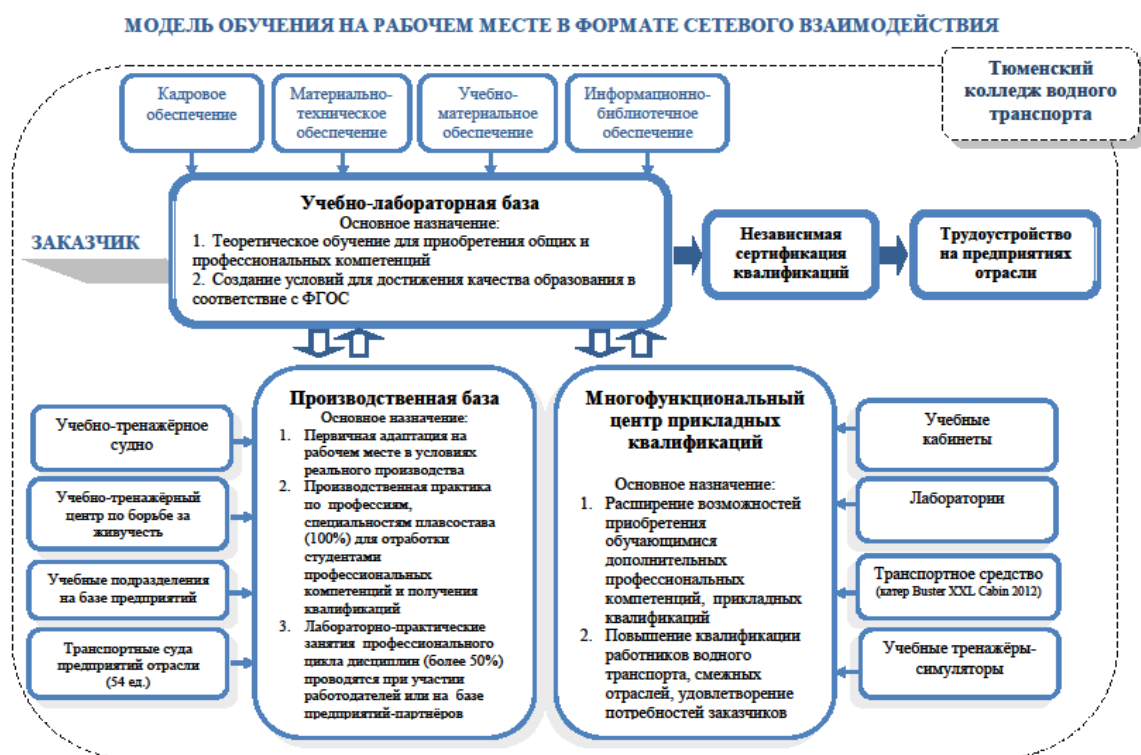 МОДЕЛЬ ОБУЧЕНИЯ НА РАБОЧЕМ МЕСТЕ В ФОРМАТЕ СЕТЕВОГО ВЗАИМОДЕЙСТВИЯ
Тюменский
колледж водного
транспорта
Кадровое
обеспечение
Материально-
техническое
обеспечение
Учебно-
материальное
обеспечение
Информационно-
библиотечное
обеспечение
ЗАКАЗЧИК
Учебно-лабораторная база
Основное назначение:
1. Теоретическое обучение для приобретения общих и
профессиональных компетенций
2. Создание условий для достижения качества образования в
соответствие с ФГОС
Независимая
сертификация
квалификаций
Трудоустройство
на предприятиях
отрасли
Учебно-тренажёрное
судно
Учебно-тренажёрный
центр по борьбе за
живучесть
Учебные подразделения
на базе предприятий
Транспортные суда
предприятий отрасли
(54 ед.)
Производственная база
Основное назначение:
1. Первичная адаптация на
рабочем месте в условиях
реального производства
2. Производственная практика
по профессиям,
специальностям плавсостава
(100%) для отработки
студентами
профессиональных
компетенций и получения
квалификаций
3. Лабораторно-практические
занятия профессионального
цикла дисциплин (более 50%)
проводятся при участии
работодателей или на базе
предприятий-партнёров
Многофункциональный
центр прикладных
квалификаций
Основное назначение:
1. Расширение возможностей
приобретения
обучающимися
дополнительных
профессиональных
компетенций, прикладных
квалификаций
2. Повышение квалификации
работников водного
транспорта, смежных
отраслей, удовлетворение
потребностей заказчиков
Учебные
кабинеты
Лаборатории
Транспортное средство
(катер Buster XXL Cabin 2012)
Учебные тренажёры-
симуляторы